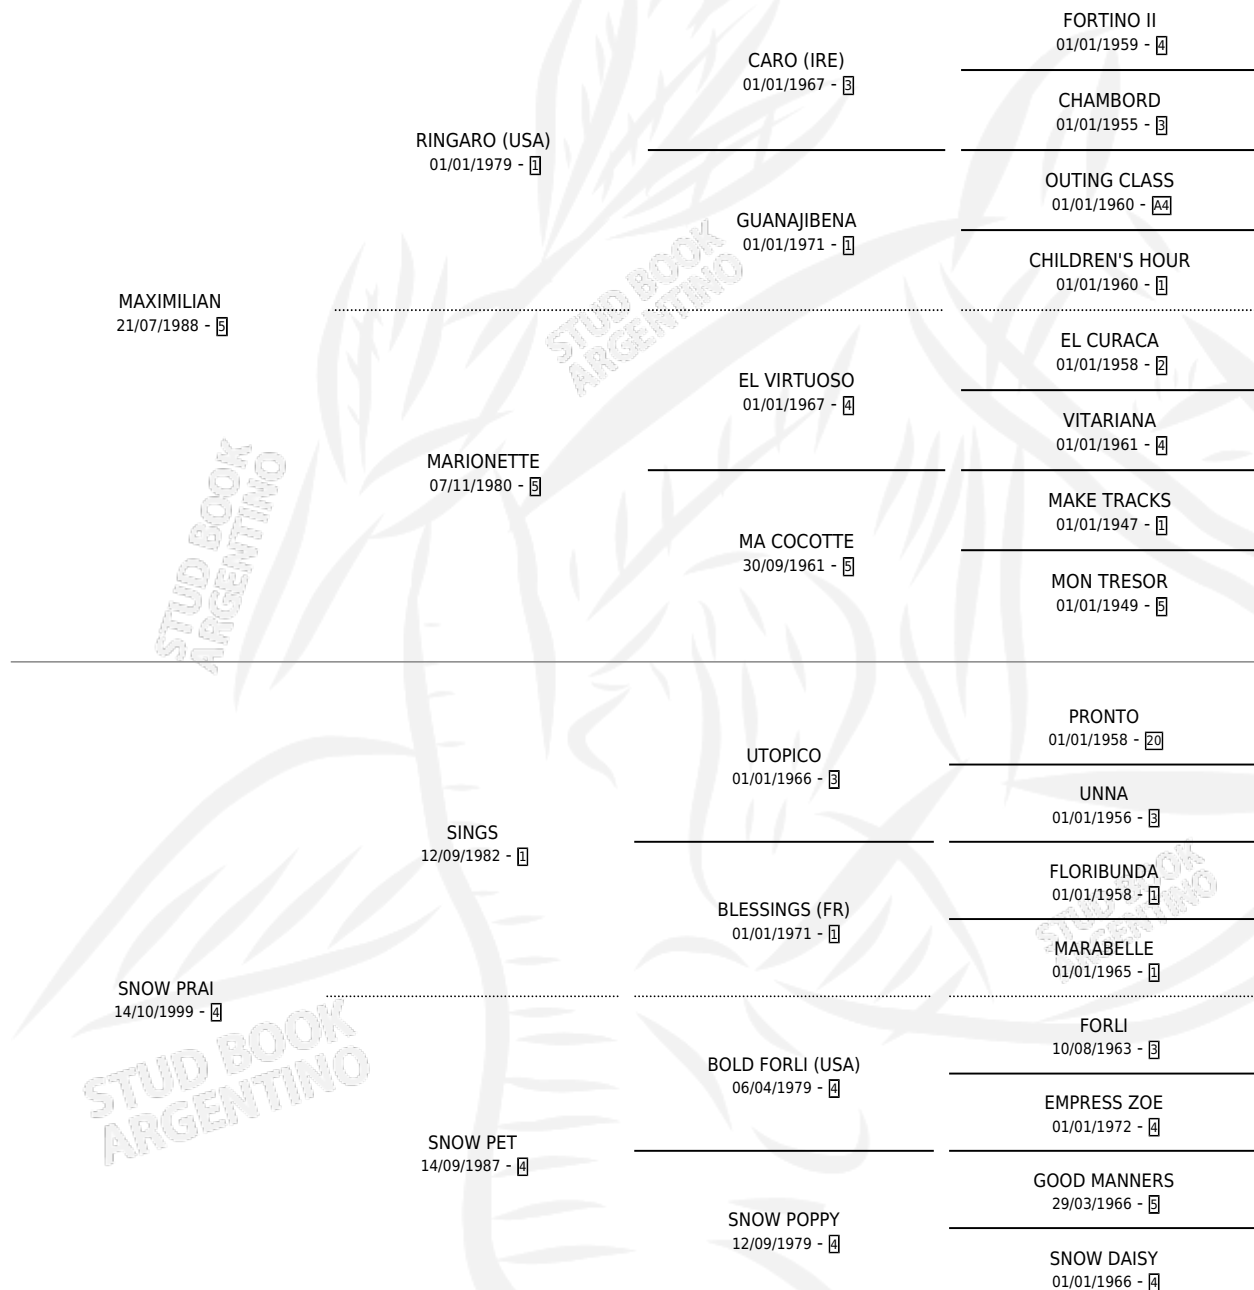 FORTINO II
01/01/1959 - 4
CARO (IRE)
01/01/1967 - 3
CHAMBORD
01/01/1955 - 3
RINGARO (USA)
01/01/1979 - 1
OUTING CLASS
01/01/1960 - A4
GUANAJIBENA
01/01/1971 - 1
CHILDREN'S HOUR
01/01/1960 - 1
MAXIMILIAN
21/07/1988 - 5
EL CURACA
01/01/1958 - 2
EL VIRTUOSO
01/01/1967 - 4
VITARIANA
01/01/1961 - 4
MARIONETTE
07/11/1980 - 5
MAKE TRACKS
01/01/1947 - 1
MA COCOTTE
30/09/1961 - 5
MON TRESOR
01/01/1949 - 5
PRONTO
01/01/1958 - 20
UTOPICO
01/01/1966 - 3
UNNA
01/01/1956 - 3
SINGS
12/09/1982 - 1
FLORIBUNDA
01/01/1958 - 1
BLESSINGS (FR)
01/01/1971 - 1
MARABELLE
01/01/1965 - 1
SNOW PRAI
14/10/1999 - 4
FORLI
10/08/1963 - 3
BOLD FORLI (USA)
06/04/1979 - 4
EMPRESS ZOE
01/01/1972 - 4
SNOW PET
14/09/1987 - 4
GOOD MANNERS
29/03/1966 - 5
SNOW POPPY
12/09/1979 - 4
SNOW DAISY
01/01/1966 - 4
STUD BOOK
ARGENTINO
STUD BOOK
ARGENTINO
STUD BOOK
ARGENTINO
STUD BOOK
ARGENTINO